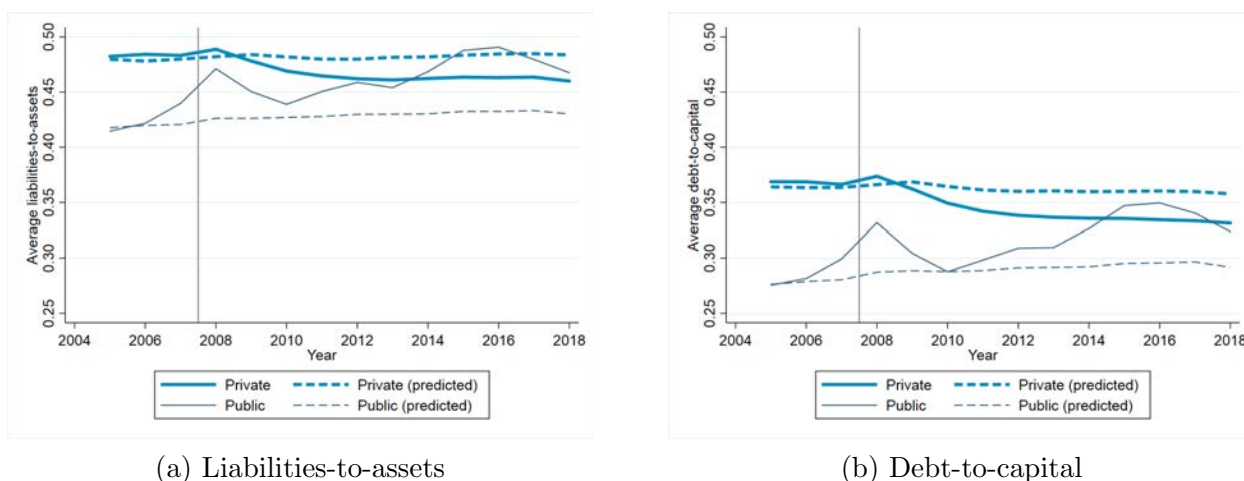 Average liabilities-to-assets
0.50
0.45
0.40
0.35
0.30
0.25
2004 2006 2008 2010 2012 2014 2016 2018
Year
Private Private (predicted)
Public Public (predicted)
(a) Liabilities-to-assets
Average debt-to-capital
0.50
0.45
0.40
0.35
0.30
0.25
2004 2006 2008 2010 2012 2014 2016 2018
Year
Private Private (predicted)
Public Public (predicted)
(b) Debt-to-capital